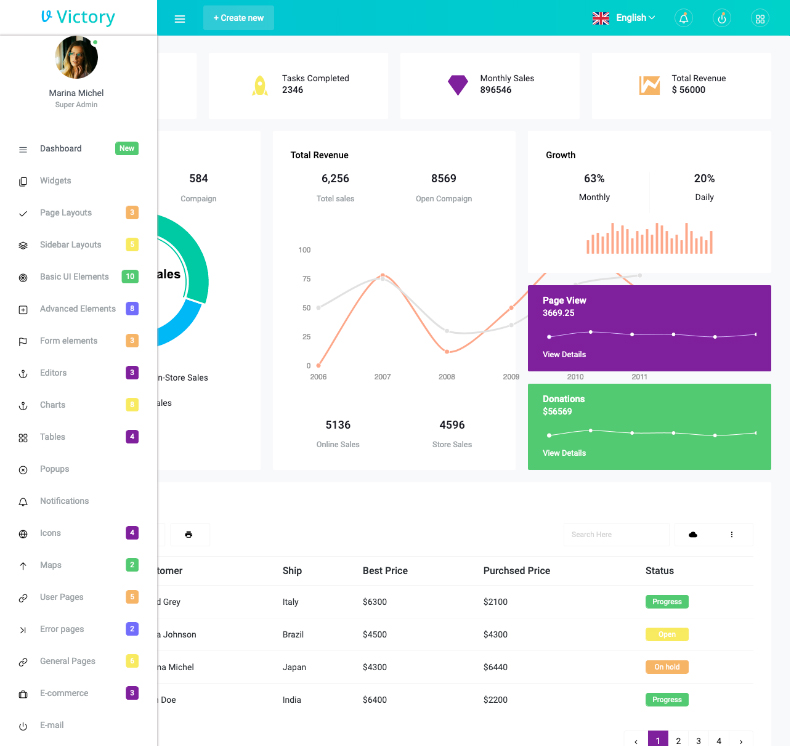 Victory
+ Create new
English
Marina Michel
Super Admin
Dashboard New
Widgets
Page Layouts 3
Sidebar Layouts 5
Basic UI Elements 10
Advanced Elements 8
Form elements 3
Editors 3
Charts 8
Tables 4
Popups
Notifications
Icons 4
Maps 2
User Pages 5
Error pages 2
General Pages 6
E-commerce 3
E-mail
Tasks Completed
2346
Monthly Sales
896546
Total Revenue
$ 56000
584
Compaign
ales
n-Store Sales
ales
Total Revenue
6,256 8569
Totel sales Open Compaign
100
75
50
25
0
2006 2007 2008 2009 2010 2011
5136 4596
Online Sales Store Sales
Growth
63% 20%
Monthly Daily
Page View
3669.25
View Details
Donations
$56569
View Details
Search Here
tomer Ship Best Price Purchsed Price Status
d Grey Italy $6300 $2100 Progress
a Johnson Brazil $4500 $4300 Open
na Michel Japan $4300 $6440 On hold
Doe India $6400 $2200 Progress
‹ 1 2 3 4 ›